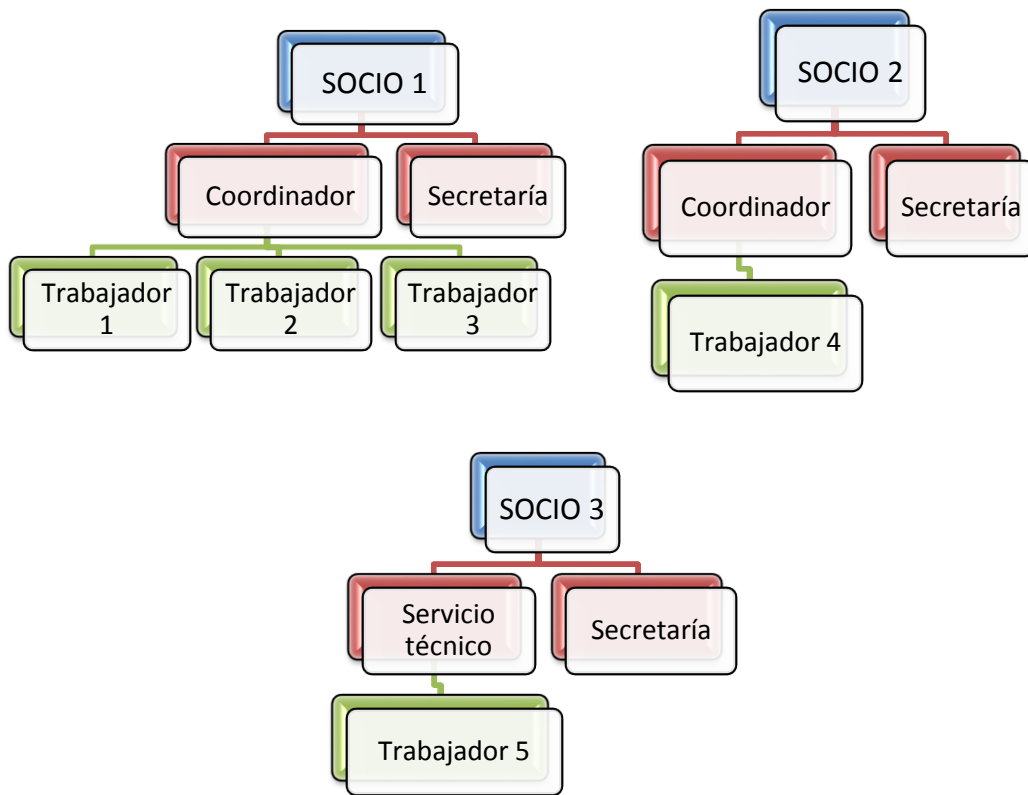 SOCIO 1
Coordinador
Secretaría
Trabajador
1
Trabajador
2
Trabajador
3
SOCIO 2
Coordinador
Secretaría
Trabajador 4
SOCIO 3
Servicio
técnico
Secretaría
Trabajador 5